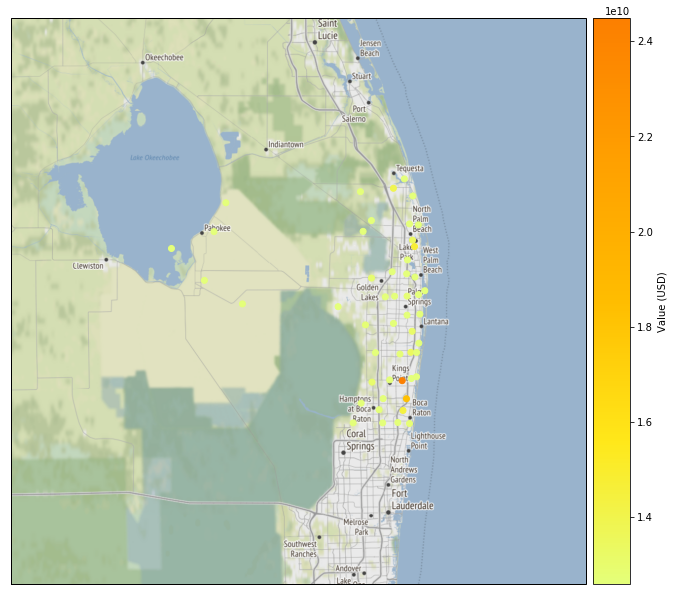 1e10
Saint
Lucie
Jensen
Beach
Okeechobee
Stuart
Port
Salerno
Indiantown
Lake Okeechobee
Tequesta
North
Palm
Beach
Pahokee
Lake
Park
West
Palm
Beach
Clewiston
Golden
Lakes
Palm
Springs
Lantana
Kings
Point
Hamptons
at Boca
Raton
Boca
Raton
Coral
Springs
Lighthouse
Point
North
Andrews
Gardens
Fort
Lauderdale
Melrose
Park
Southwest
Ranches
Andover
Lake
2.4
2.2
2.0
1.8
1.6
1.4
Value (USD)